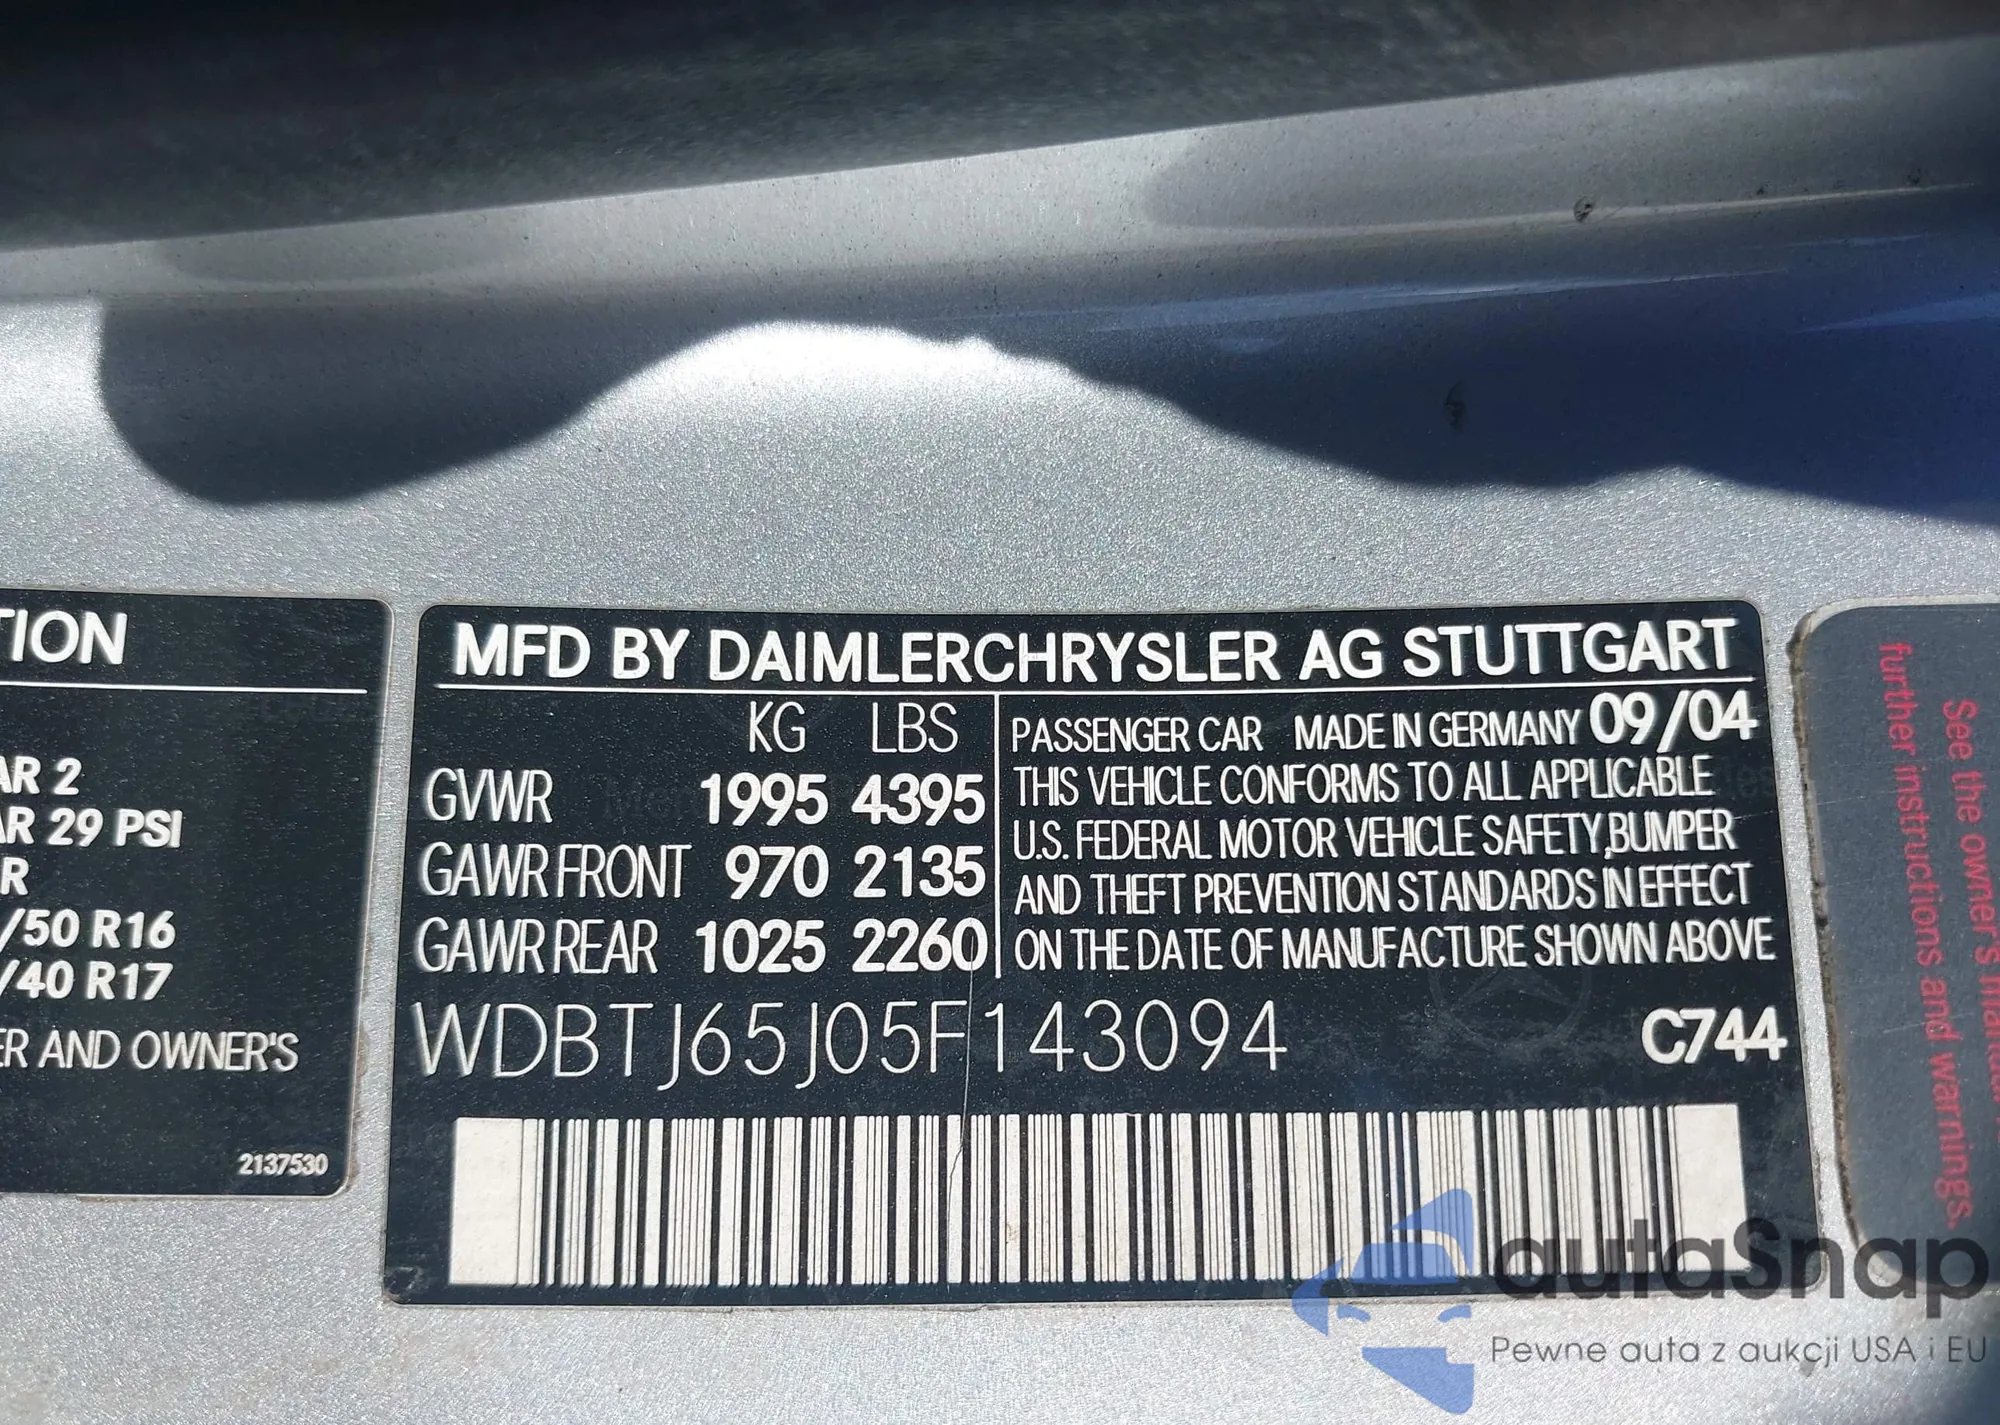 TION
AR 2
AR 29 PSI
R
/50 R16
/40 R17
ER AND OWNER'S
2137530
MFD BY DAIMLERCHRYSLER AG STUTTGART
KG LBS
GVWR 1995 4395
GAWR FRONT 970 2135
GAWR REAR 1025 2260
PASSENGER CAR MADE IN GERMANY 09/04
THIS VEHICLE CONFORMS TO ALL APPLICABLE
U.S. FEDERAL MOTOR VEHICLE SAFETY,BUMPER
AND THEFT PREVENTION STANDARDS IN EFFECT
ON THE DATE OF MANUFACTURE SHOWN ABOVE
WDBTJ65J05F143094 C744
See the owner's manual
further instructions and warnings.
autaSnap
Pewne auta z aukcji USA i EU